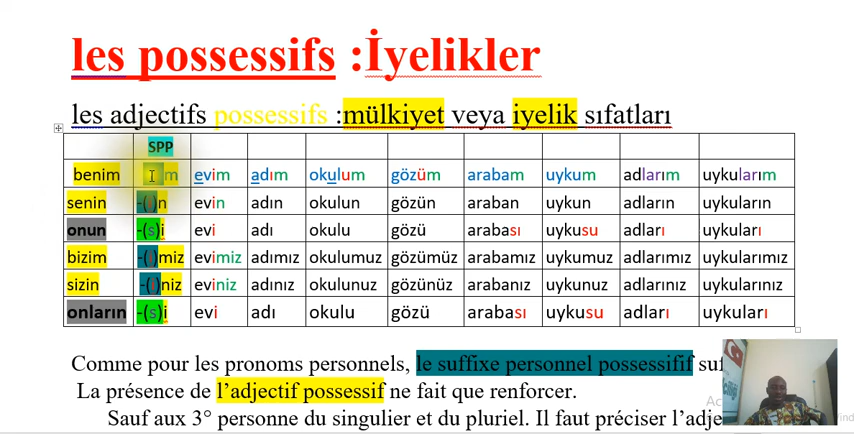 les possessifs :İyelikler
les adjectifs possessifs :mülkiyet veya iyelik sıfatları
SPP
benim m evim adım okulum gözüm arabam uykum adlarım uykularım
senin -( )n evin adın okulun gözün araban uykun adların uykuların
onun -(s)i evi adı okulu gözü arabası uykusu adları uykuları
bizim -( )miz evimiz adımız okulumuz gözümüz arabamız uykumuz adlarımız uykularımız
sizin -( )niz eviniz adınız okulunuz gözünüz arabanız uykunuz adlarınız uykularınız
onların -(s)i evi adı okulu gözü arabası uykusu adları uykuları
Comme pour les pronoms personnels, le suffixe personnel possessifif suf
La présence de l'adjectif possessif ne fait que renforcer.
Sauf aux 3° personne du singulier et du pluriel. Il faut préciser l'adje